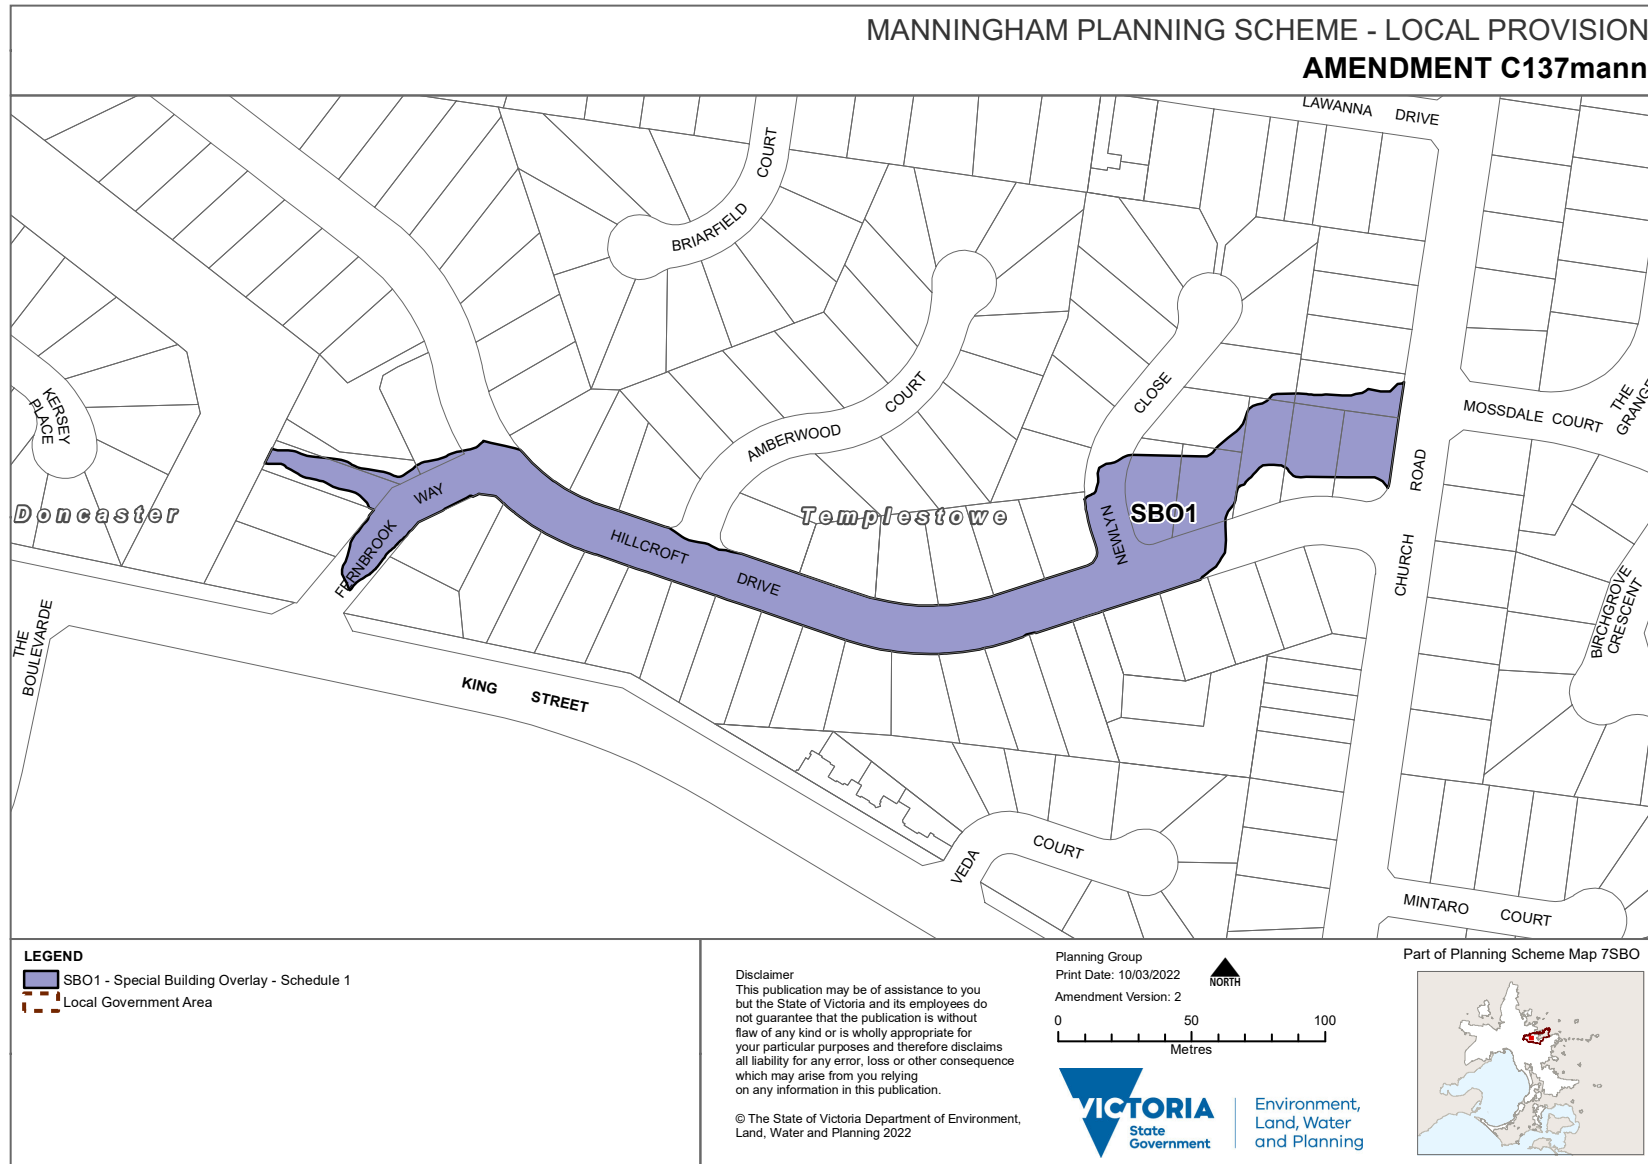 MANNINGHAM PLANNING SCHEME - LOCAL PROVISION
AMENDMENT C137mann
LAWANNA DRIVE
COURT
BRIARFIELD
KERSEY
PLACE
CLOSE
COURT
AMBERWOOD
MOSSDALE COURT
THE
GRANGE
ROAD
WAY
Doncaster
Templestowe
SBO1
NEWLYN
FERNBROOK
HILLCROFT
DRIVE
CHURCH
BIRCHGROVE
CRESCENT
THE
BOULEVARDE
KING STREET
VEDA
COURT
MINTARO COURT
LEGEND
SBO1 - Special Building Overlay - Schedule 1
Local Government Area
Disclaimer
This publication may be of assistance to you
but the State of Victoria and its employees do
not guarantee that the publication is without
flaw of any kind or is wholly appropriate for
your particular purposes and therefore disclaims
all liability for any error, loss or other consequence
which may arise from you relying
on any information in this publication.
© The State of Victoria Department of Environment,
Land, Water and Planning 2022
Planning Group
Print Date: 10/03/2022
Amendment Version: 2
NORTH
0 50 100
Metres
VICTORIA
State
Government
Environment,
Land, Water
and Planning
Part of Planning Scheme Map 7SBO